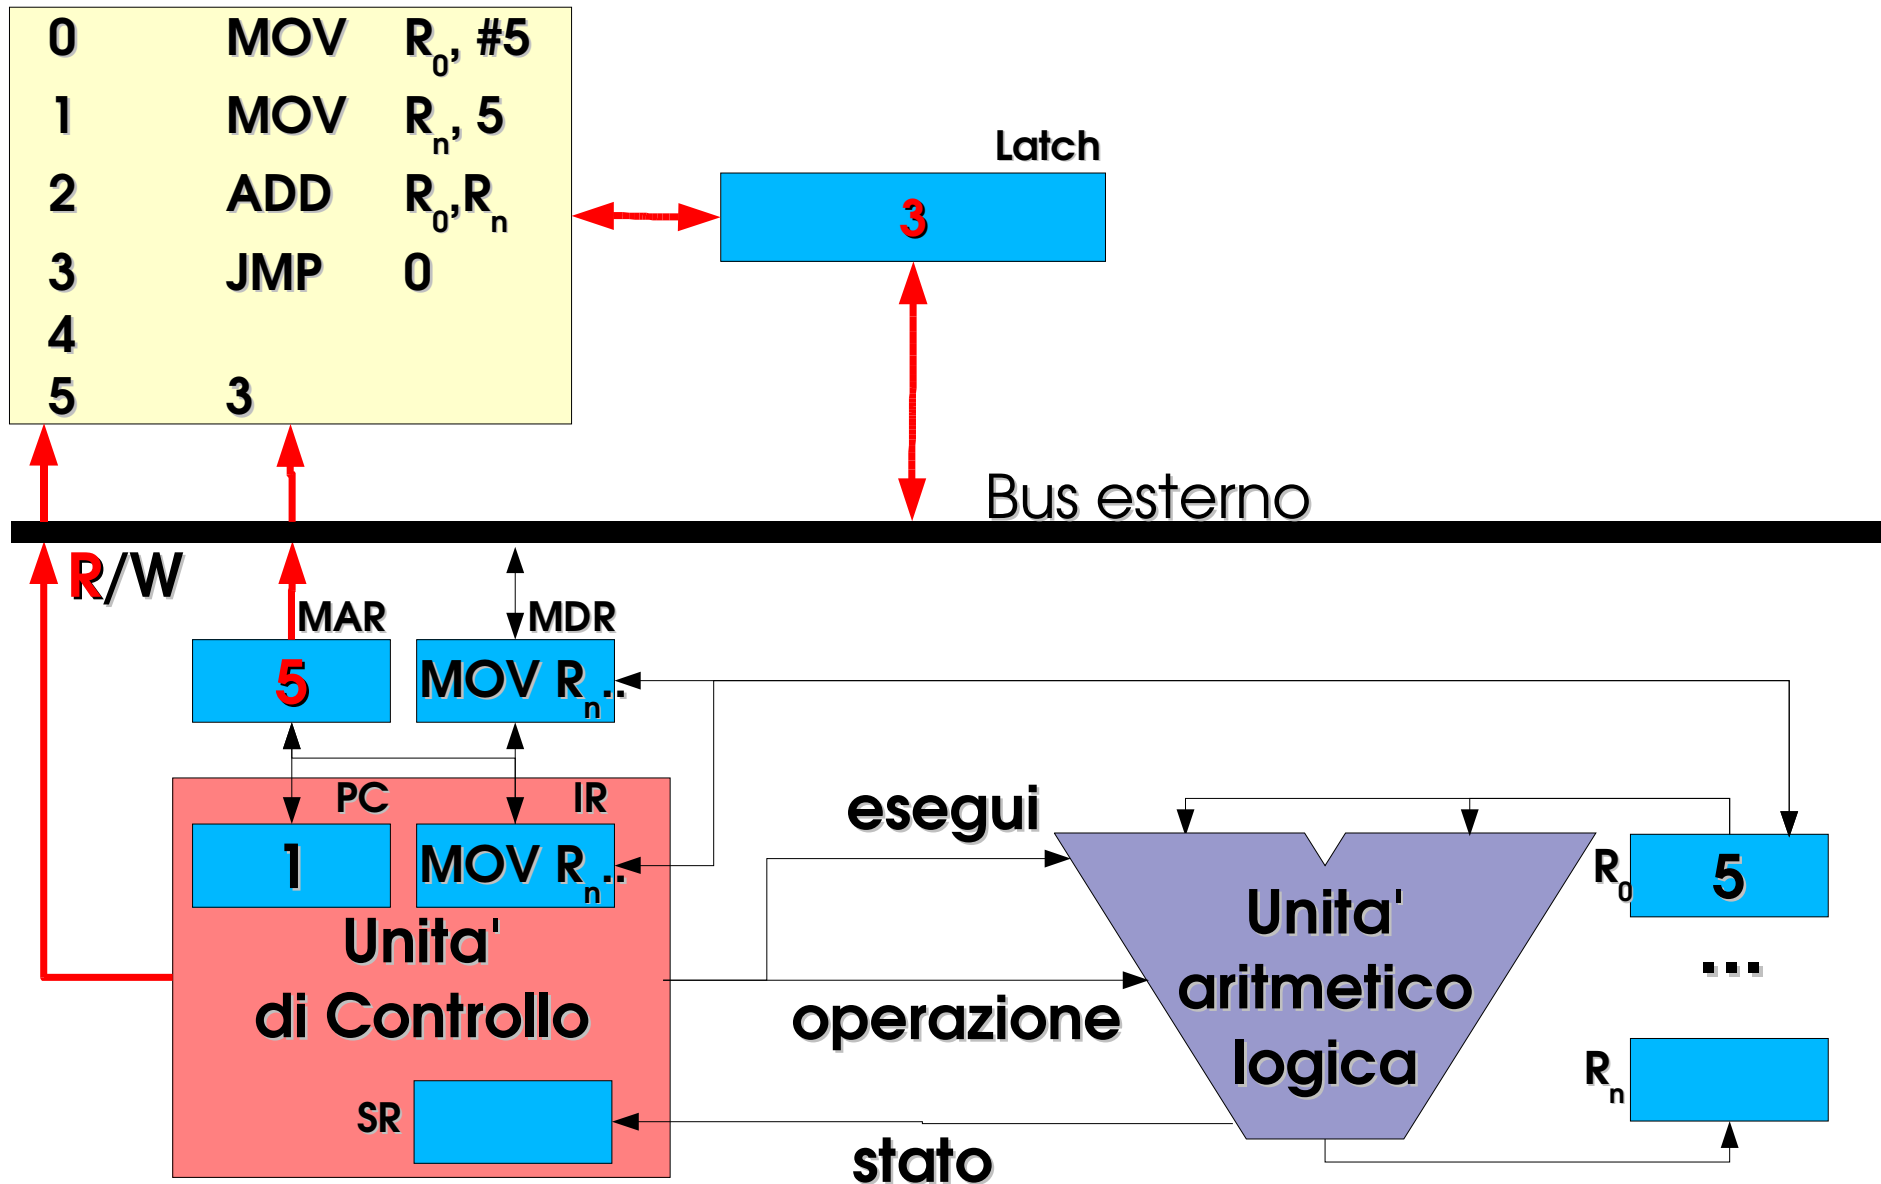 0 MOV R0, #5
1 MOV Rn, 5
2 ADD R0,Rn
3 JMP 0
4
5 3
Latch
3
Bus esterno
R/W
MAR
MDR
5
MOV Rn..
PC
IR
1
MOV Rn..
Unita'
di Controllo
SR
esegui
operazione
stato
Unita'
aritmetico
logica
R0
5
...
Rn